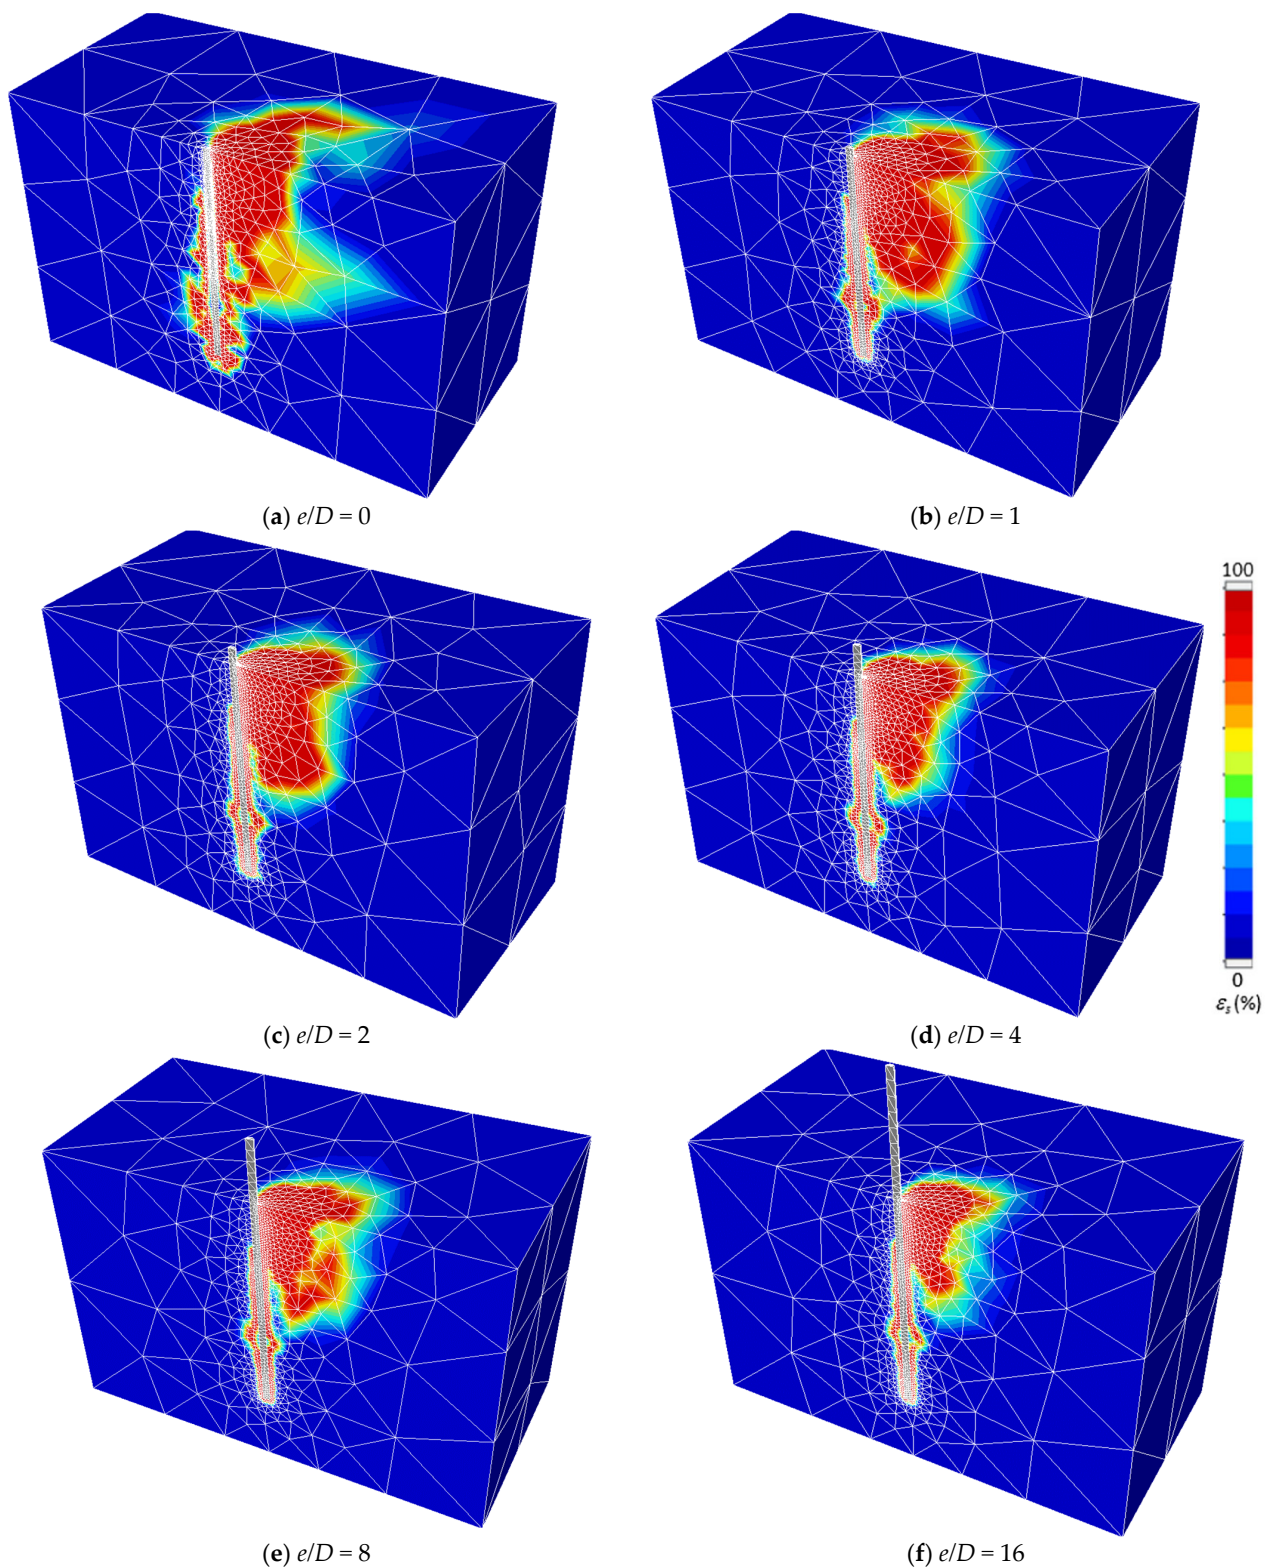 (a) e/D = 0
(b) e/D = 1
100
0
εs (%)
(c) e/D = 2
(d) e/D = 4
(e) e/D = 8
(f) e/D = 16